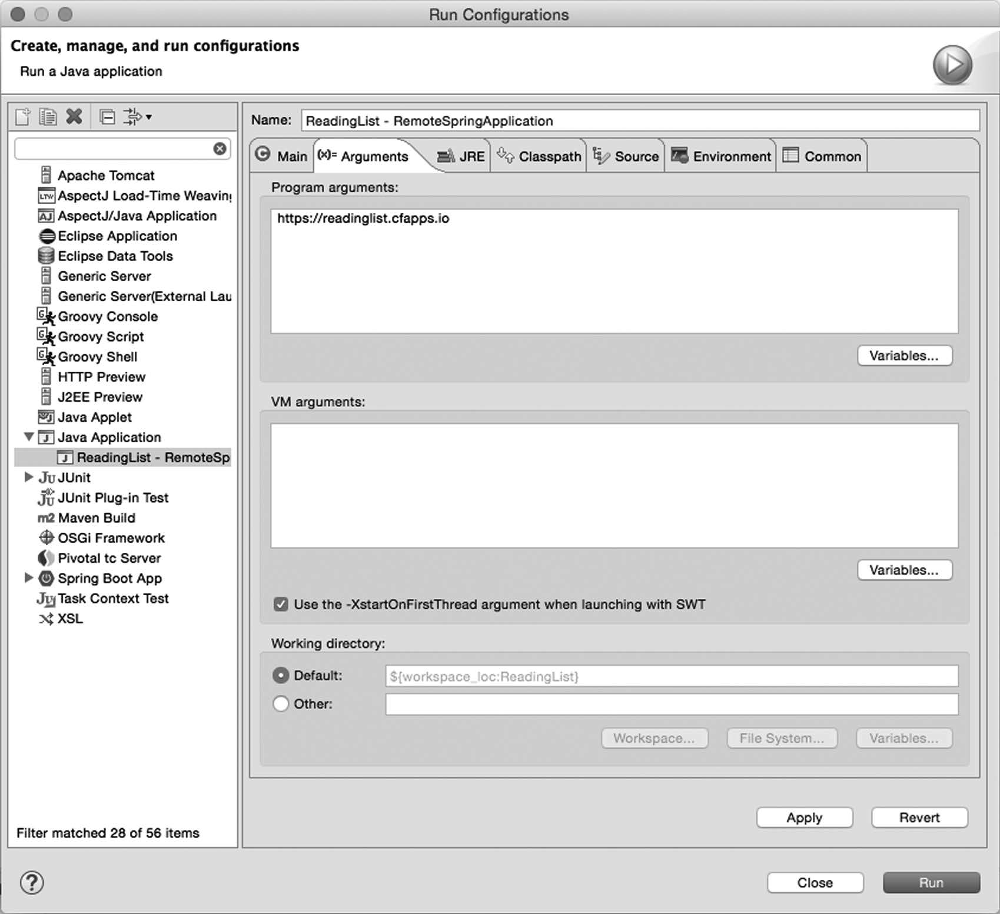 Run Configurations
Create, manage, and run configurations
Run a Java application
Name: ReadingList - RemoteSpringApplication
Main (x)= Arguments JRE Classpath Source Environment Common
Apache Tomcat
LTW AspectJ Load-Time Weaving
AJ AspectJ/Java Application
Eclipse Application
Eclipse Data Tools
Generic Server
Generic Server(External Lau
Groovy Console
Groovy Script
Groovy Shell
HTTP Preview
J2EE Preview
Java Applet
Java Application
ReadingList - RemoteSp
JUnit
JUnit Plug-in Test
m2 Maven Build
OSGi Framework
Pivotal tc Server
Spring Boot App
Task Context Test
XSL
Filter matched 28 of 56 items
Program arguments:
https://readinglist.cfapps.io
Variables...
VM arguments:
Variables...
Use the -XstartOnFirstThread argument when launching with SWT
Working directory:
Default: ${workspace_loc:ReadingList}
Other:
Workspace... File System... Variables...
Apply Revert
? Close Run